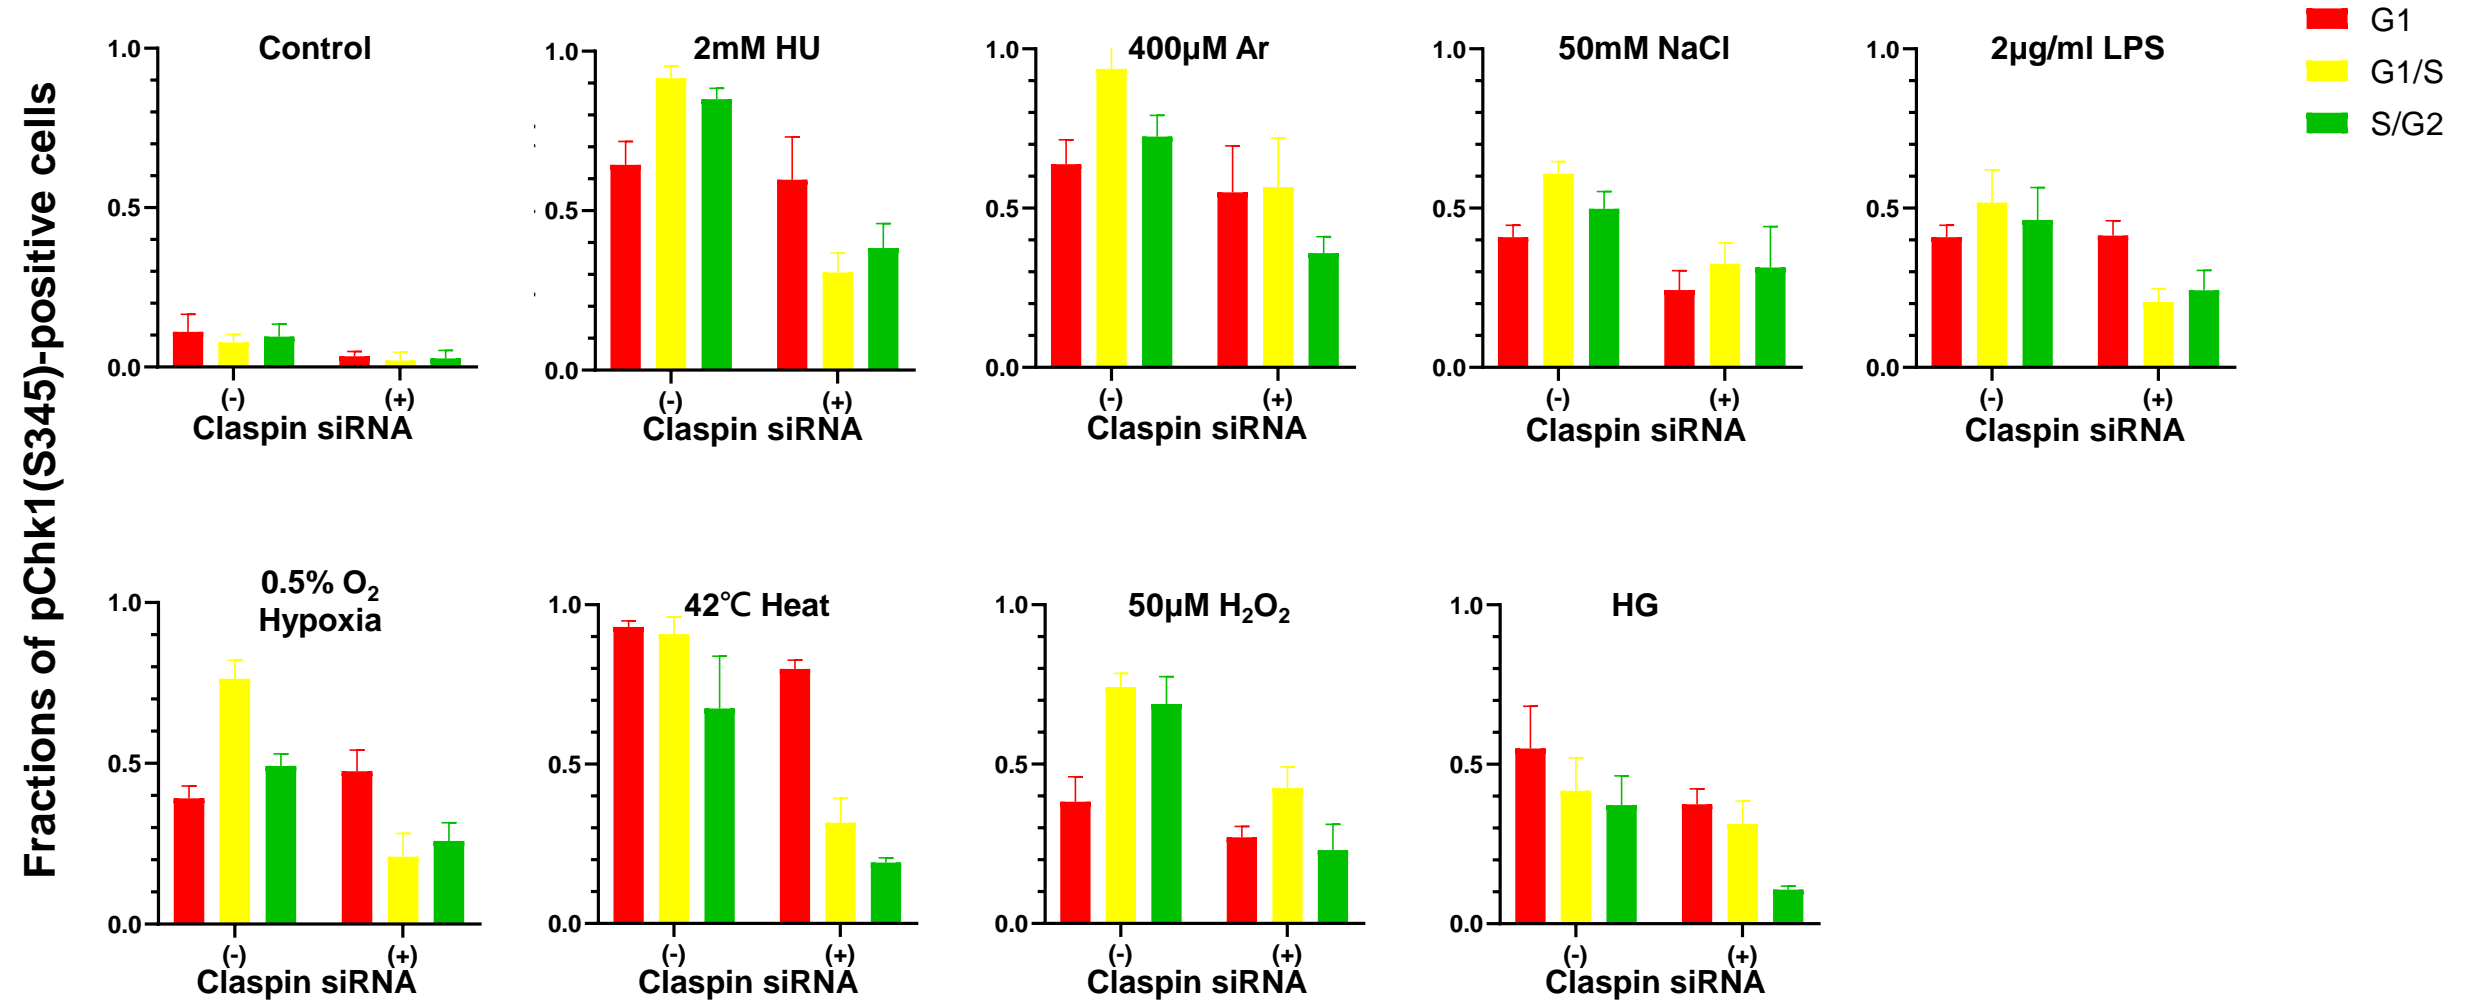 Fractions of pChk1(S345)-positive cells
G1
G1/S
S/G2
Control
1.0
0.5
0.0
(-) (+)
Claspin siRNA
2mM HU
1.0
0.5
0.0
(-) (+)
Claspin siRNA
400µM Ar
1.0
0.5
0.0
(-) (+)
Claspin siRNA
50mM NaCl
1.0
0.5
0.0
(-) (+)
Claspin siRNA
2µg/ml LPS
1.0
0.5
0.0
(-) (+)
Claspin siRNA
0.5% O₂
Hypoxia
1.0
0.5
0.0
(-) (+)
Claspin siRNA
42℃ Heat
1.0
0.5
0.0
(-) (+)
Claspin siRNA
50µM H₂O₂
1.0
0.5
0.0
(-) (+)
Claspin siRNA
HG
1.0
0.5
0.0
(-) (+)
Claspin siRNA